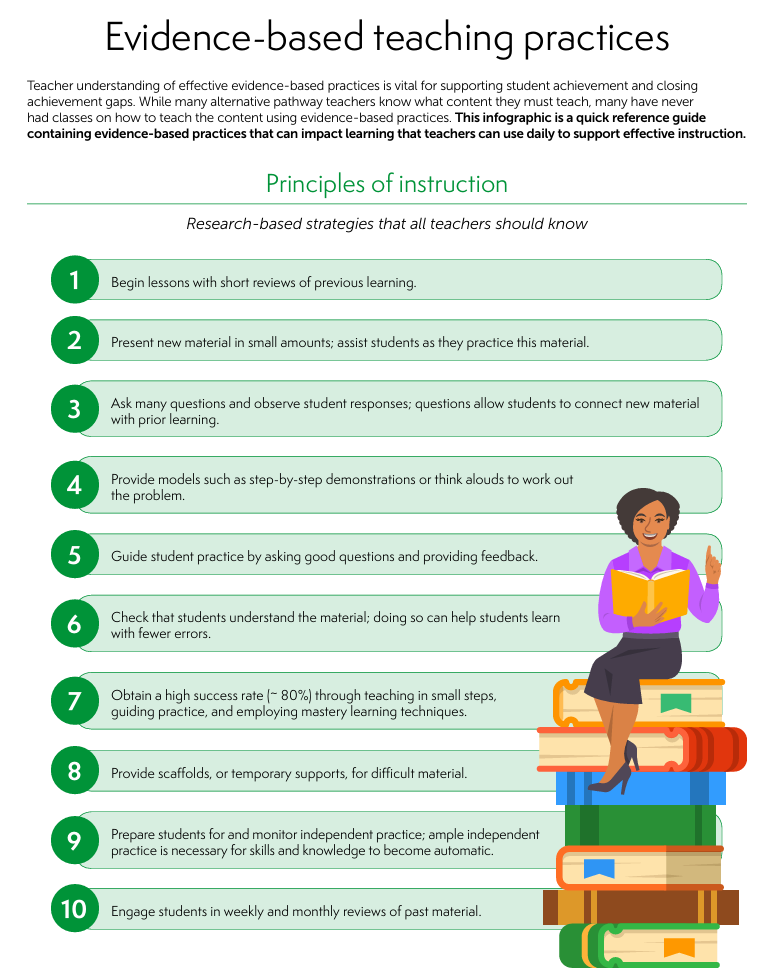 Evidence-based teaching practices
Teacher understanding of effective evidence-based practices is vital for supporting student achievement and closing
achievement gaps. While many alternative pathway teachers know what content they must teach, many have never
had classes on how to teach the content using evidence-based practices. This infographic is a quick reference guide
containing evidence-based practices that can impact learning that teachers can use daily to support effective instruction.
Principles of instruction
Research-based strategies that all teachers should know
1 Begin lessons with short reviews of previous learning.
2 Present new material in small amounts; assist students as they practice this material.
3 Ask many questions and observe student responses; questions allow students to connect new material
with prior learning.
4 Provide models such as step-by-step demonstrations or think alouds to work out
the problem.
5 Guide student practice by asking good questions and providing feedback.
6 Check that students understand the material; doing so can help students learn
with fewer errors.
7 Obtain a high success rate (~ 80%) through teaching in small steps,
guiding practice, and employing mastery learning techniques.
8 Provide scaffolds, or temporary supports, for difficult material.
9 Prepare students for and monitor independent practice; ample independent
practice is necessary for skills and knowledge to become automatic.
10 Engage students in weekly and monthly reviews of past material.